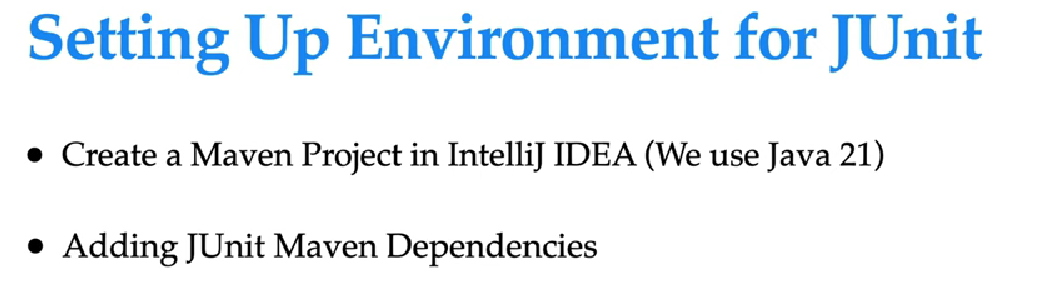 Setting Up Environment for JUnit
• Create a Maven Project in IntelliJ IDEA (We use Java 21)
• Adding JUnit Maven Dependencies